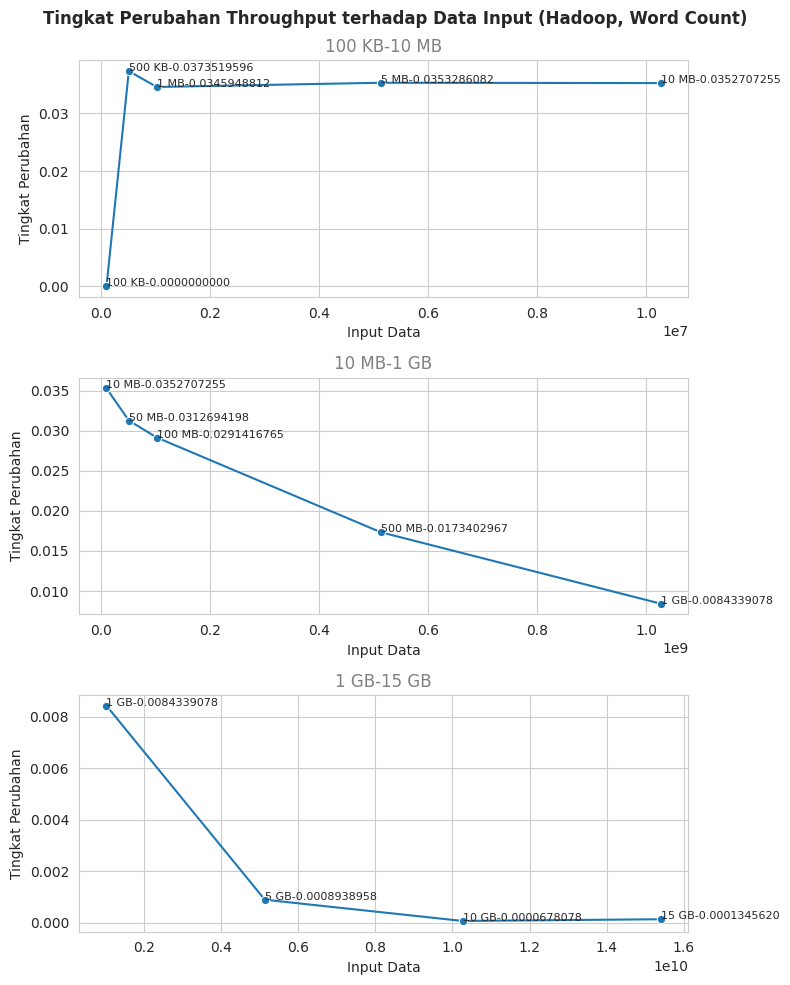 Tingkat Perubahan Throughput terhadap Data Input (Hadoop, Word Count)
100 KB-10 MB
Tingkat Perubahan
0.03
0.02
0.01
0.00
500 KB-0.0373519596
1 MB-0.0345948812
5 MB-0.0353286082
10 MB-0.0352707255
100 KB-0.0000000000
0.0 0.2 0.4 0.6 0.8 1.0
1e7
Input Data
10 MB-1 GB
Tingkat Perubahan
0.035
0.030
0.025
0.020
0.015
0.010
10 MB-0.0352707255
50 MB-0.0312694198
100 MB-0.0291416765
500 MB-0.0173402967
1 GB-0.0084339078
0.0 0.2 0.4 0.6 0.8 1.0
1e9
Input Data
1 GB-15 GB
Tingkat Perubahan
0.008
0.006
0.004
0.002
0.000
1 GB-0.0084339078
5 GB-0.0008938958
10 GB-0.0000678078
15 GB-0.0001345620
0.2 0.4 0.6 0.8 1.0 1.2 1.4 1.6
1e10
Input Data